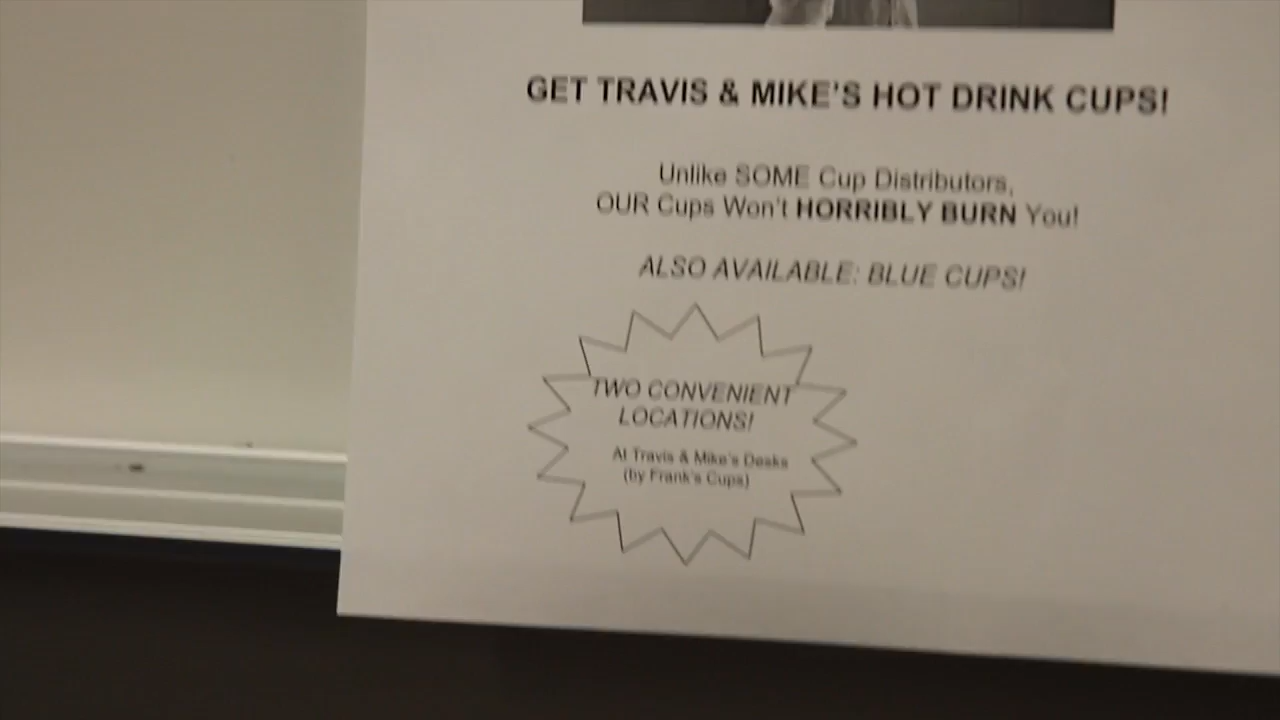 GET TRAVIS & MIKE'S HOT DRINK CUPS!
Unlike SOME Cup Distributors,
OUR Cups Won't HORRIBLY BURN You!
ALSO AVAILABLE: BLUE CUPS!
TWO CONVENIENT
LOCATIONS!
At Travis & Mike's Desks
(by Frank's Cups)